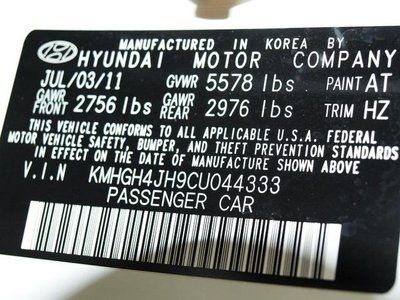 MANUFACTURED IN KOREA BY
HYUNDAI MOTOR COMPANY
JUL/03/11 GVWR 5578 lbs PAINT AT
GAWR FRONT 2756 lbs GAWR REAR 2976 lbs TRIM HZ
THIS VEHICLE CONFORMS TO ALL APPLICABLE U.S.A. FEDERAL
MOTOR VEHICLE SAFETY, BUMPER, AND THEFT PREVENTION STANDARDS
IN EFFECT ON THE DATE OF MANUFACTURE SHOWN ABOVE
V.I.N KMHGH4JH9CU044333
PASSENGER CAR